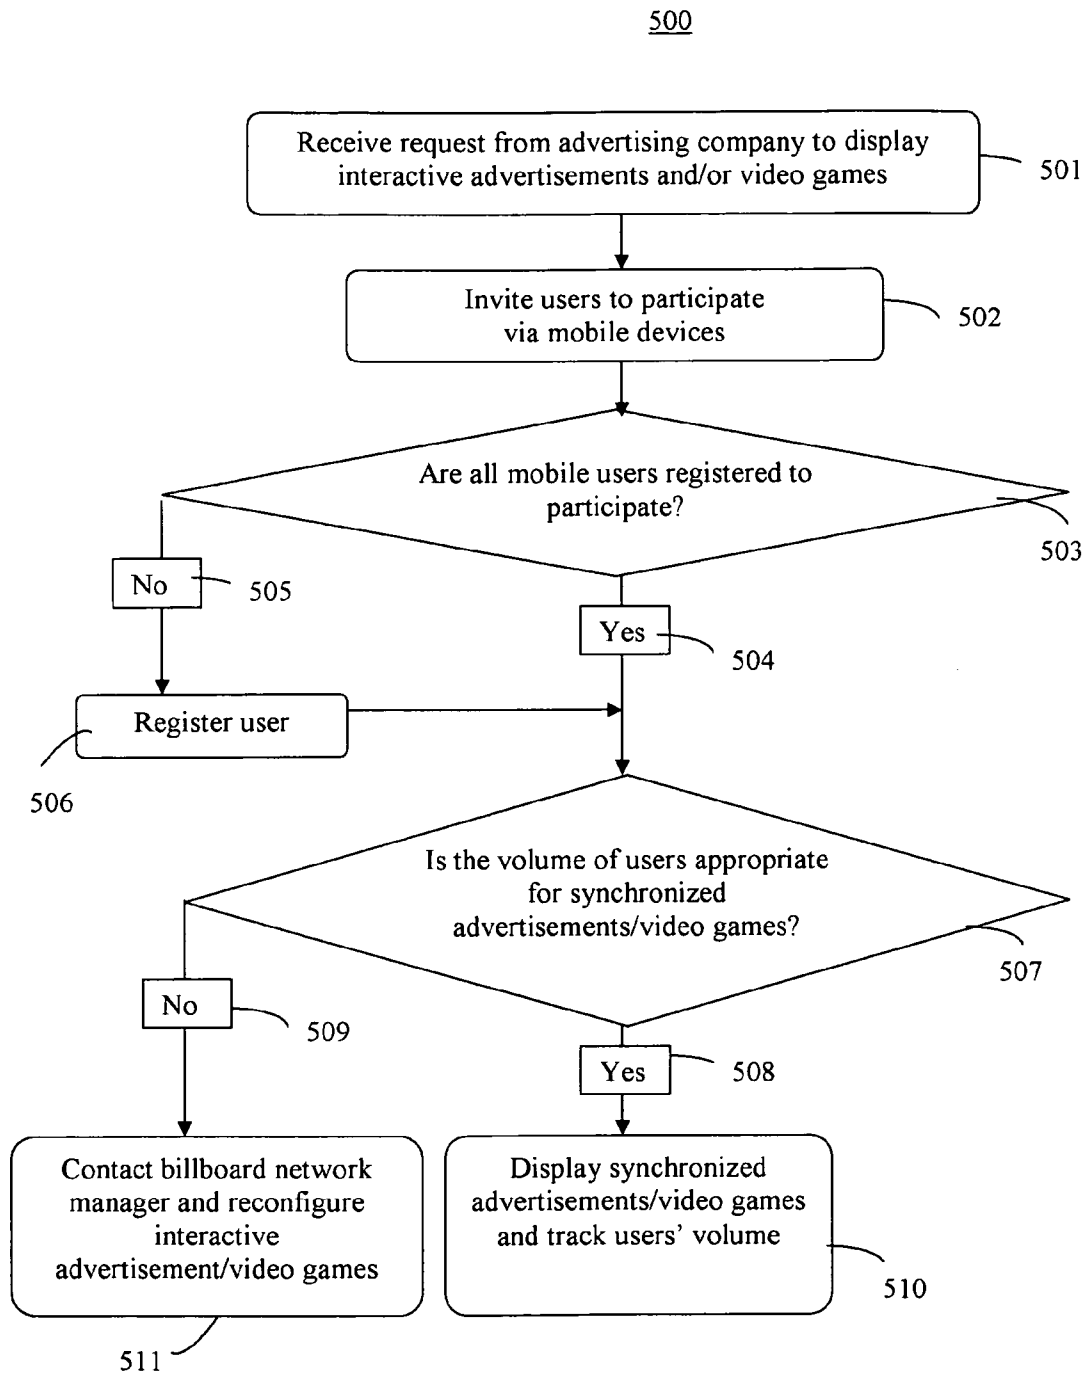 500
Receive request from advertising company to display
interactive advertisements and/or video games
501
Invite users to participate
via mobile devices
502
Are all mobile users registered to
participate?
503
No
505
Yes
504
Register user
506
Is the volume of users appropriate
for synchronized
advertisements/video games?
507
No
509
Yes
508
Contact billboard network
manager and reconfigure
interactive
advertisement/video games
511
Display synchronized
advertisements/video games
and track users' volume
510